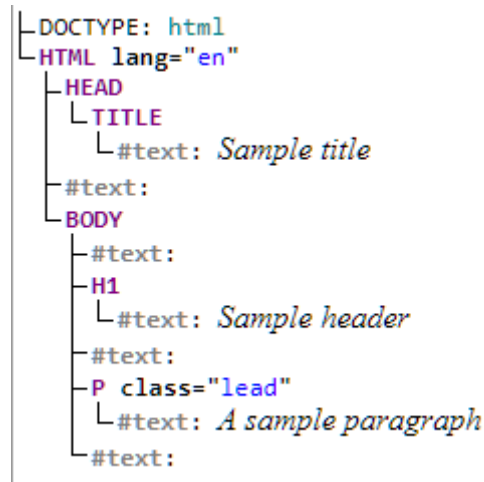 DOCTYPE: html
HTML lang="en"
HEAD
TITLE
#text: Sample title
#text:
BODY
#text:
H1
#text: Sample header
#text:
P class="lead"
#text: A sample paragraph
#text: